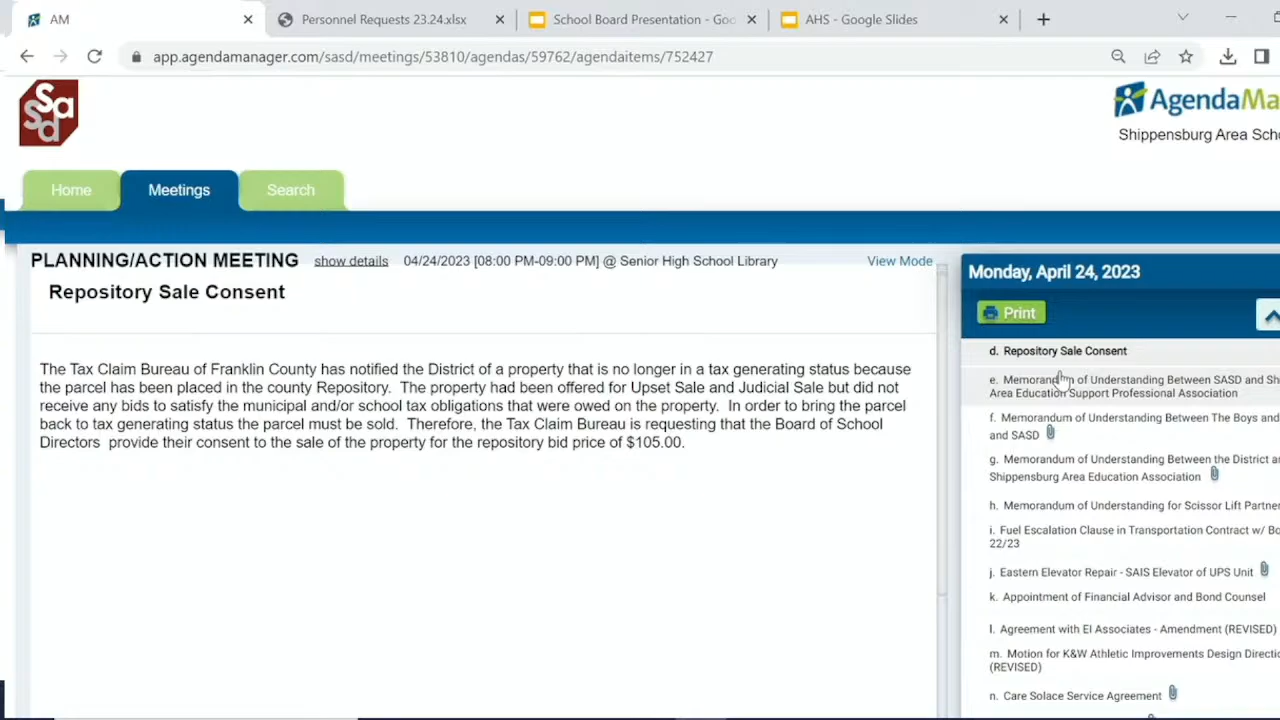 AM
Personnel Requests 23.24.xlsx
School Board Presentation - Goo
AHS - Google Slides
app.agendamanager.com/sasd/meetings/53810/agendas/59762/agendaitems/752427
Sasd
AgendaMa
Shippensburg Area Scho
Home
Meetings
Search
PLANNING/ACTION MEETING show details 04/24/2023 [08:00 PM-09:00 PM] @ Senior High School Library View Mode
Repository Sale Consent
The Tax Claim Bureau of Franklin County has notified the District of a property that is no longer in a tax generating status because
the parcel has been placed in the county Repository. The property had been offered for Upset Sale and Judicial Sale but did not
receive any bids to satisfy the municipal and/or school tax obligations that were owed on the property. In order to bring the parcel
back to tax generating status the parcel must be sold. Therefore, the Tax Claim Bureau is requesting that the Board of School
Directors provide their consent to the sale of the property for the repository bid price of $105.00.
Monday, April 24, 2023
Print
d. Repository Sale Consent
e. Memorandum of Understanding Between SASD and Sh
Area Education Support Professional Association
f. Memorandum of Understanding Between The Boys and
and SASD
g. Memorandum of Understanding Between the District a
Shippensburg Area Education Association
h. Memorandum of Understanding for Scissor Lift Partner
i. Fuel Escalation Clause in Transportation Contract w/ Bo
22/23
j. Eastern Elevator Repair - SAIS Elevator of UPS Unit
k. Appointment of Financial Advisor and Bond Counsel
l. Agreement with EI Associates - Amendment (REVISED)
m. Motion for K&W Athletic Improvements Design Directi
(REVISED)
n. Care Solace Service Agreement